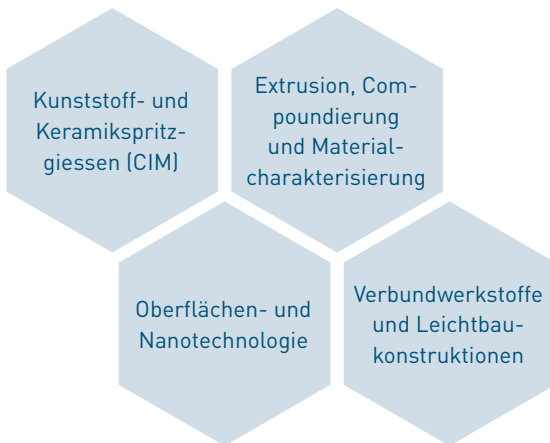 Kunststoff- und
Keramikspritz-
giessen (CIM)
Extrusion, Com-
poundierung
und Material-
charakterisierung
Oberflächen- und
Nanotechnologie
Verbundwerkstoffe
und Leichtbau-
konstruktionen